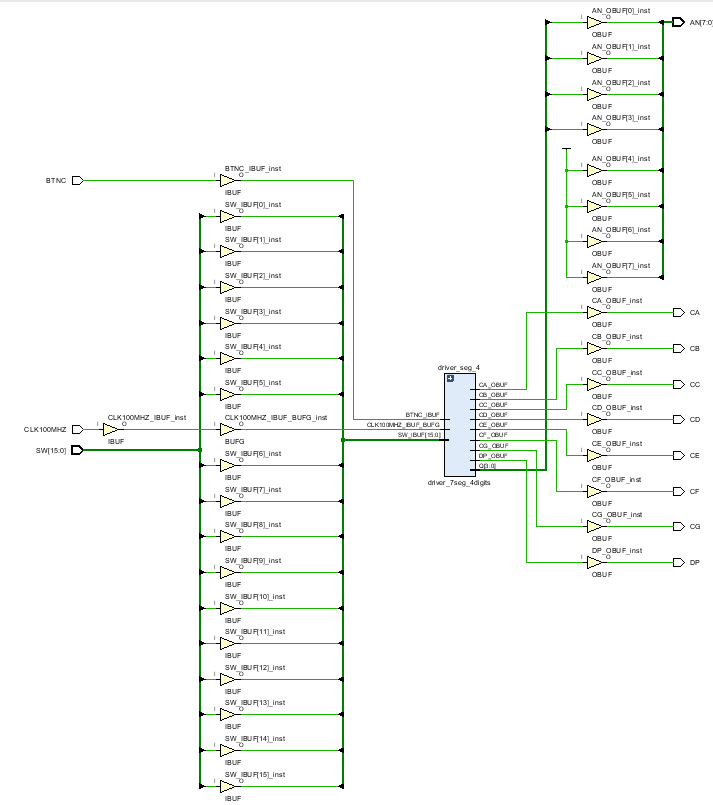 AN_OBUF[0]_inst
I O
OBUF
AN[7:0]
AN_OBUF[1]_inst
I O
OBUF
AN_OBUF[2]_inst
I O
OBUF
AN_OBUF[3]_inst
I O
OBUF
AN_OBUF[4]_inst
I O
OBUF
AN_OBUF[5]_inst
I O
OBUF
AN_OBUF[6]_inst
I O
OBUF
AN_OBUF[7]_inst
I O
OBUF
BTNC
BTNC_IBUF_inst
I O
IBUF
SW_IBUF[0]_inst
I O
IBUF
SW_IBUF[1]_inst
I O
IBUF
SW_IBUF[2]_inst
I O
IBUF
SW_IBUF[3]_inst
I O
IBUF
SW_IBUF[4]_inst
I O
IBUF
SW_IBUF[5]_inst
I O
IBUF
CLK100MHZ
CLK100MHZ_IBUF_inst
I O
IBUF
CLK100MHZ_IBUF_BUFG_inst
I O
BUFG
SW[15:0]
SW_IBUF[6]_inst
I O
IBUF
SW_IBUF[7]_inst
I O
IBUF
SW_IBUF[8]_inst
I O
IBUF
SW_IBUF[9]_inst
I O
IBUF
SW_IBUF[10]_inst
I O
IBUF
SW_IBUF[11]_inst
I O
IBUF
SW_IBUF[12]_inst
I O
IBUF
SW_IBUF[13]_inst
I O
IBUF
SW_IBUF[14]_inst
I O
IBUF
SW_IBUF[15]_inst
I O
IBUF
driver_seg_4
BTNC_IBUF
CLK100MHZ_IBUF_BUFG
SW_IBUF[15:0]
CA_OBUF
CB_OBUF
CC_OBUF
CD_OBUF
CE_OBUF
CF_OBUF
CG_OBUF
DP_OBUF
Q[3:0]
driver_7seg_4digits
CA_OBUF_inst
I O
OBUF
CA
CB_OBUF_inst
I O
OBUF
CB
CC_OBUF_inst
I O
OBUF
CC
CD_OBUF_inst
I O
OBUF
CD
CE_OBUF_inst
I O
OBUF
CE
CF_OBUF_inst
I O
OBUF
CF
CG_OBUF_inst
I O
OBUF
CG
DP_OBUF_inst
I O
OBUF
DP